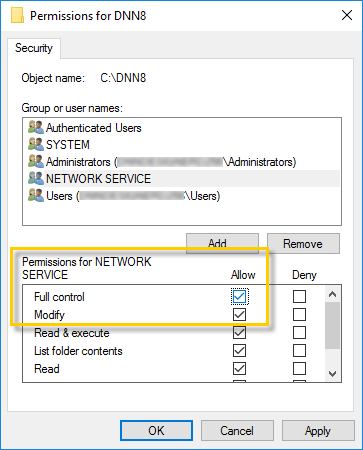 Permissions for DNN8
Security
Object name: C:\DNN8
Group or user names:
Authenticated Users
SYSTEM
Administrators ( \Administrators)
NETWORK SERVICE
Users ( \Users)
Add Remove
Permissions for NETWORK
SERVICE Allow Deny
Full control
Modify
Read & execute
List folder contents
Read
OK Cancel Apply